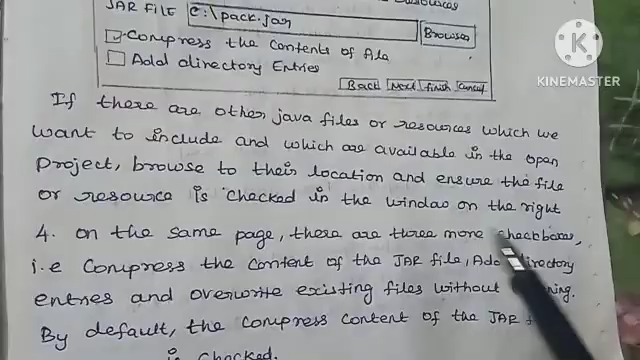 JAR FILE e:\pack.jar Browser
Compress the contents of file
Add directory Entries
Back Next finish Cancel
KINEMASTER
If there are other java files or resources which we
want to include and which are available in the open
Project, browse to their location and ensure the file
or resource is checked in the window on the right
4. on the same page, there are three more checkboxes,
i.e Compress the content of the JAR file, Add directory
entries and overwrite existing files without
By default, the compress content of the JAR
is checked.